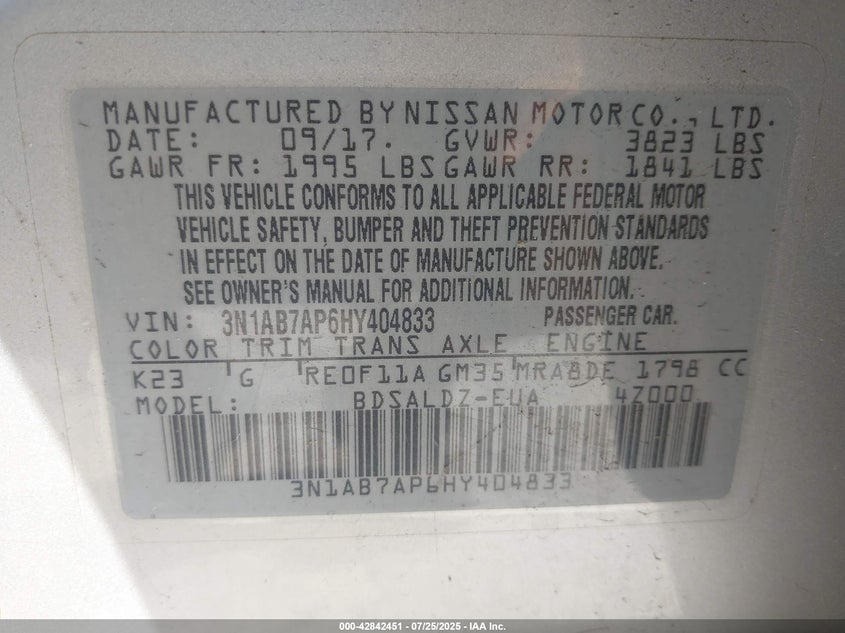 MANUFACTURED BY NISSAN MOTOR CO., LTD.
DATE: 09/17. GVWR: 3823 LBS
GAWR FR: 1995 LBS GAWR RR: 1841 LBS
THIS VEHICLE CONFORMS TO ALL APPLICABLE FEDERAL MOTOR
VEHICLE SAFETY, BUMPER AND THEFT PREVENTION STANDARDS
IN EFFECT ON THE DATE OF MANUFACTURE SHOWN ABOVE.
SEE OWNER'S MANUAL FOR ADDITIONAL INFORMATION.
VIN: 3N1AB7AP6HY404833 PASSENGER CAR.
COLOR TRIM TRANS AXLE ENGINE
K23 G RE0F11A GM35 MRA8DE 1798 CC
MODEL: BDSALDZ-EUA 4Z000
3N1AB7AP6HY404833
000-42842451 - 07/25/2025 - IAA Inc.